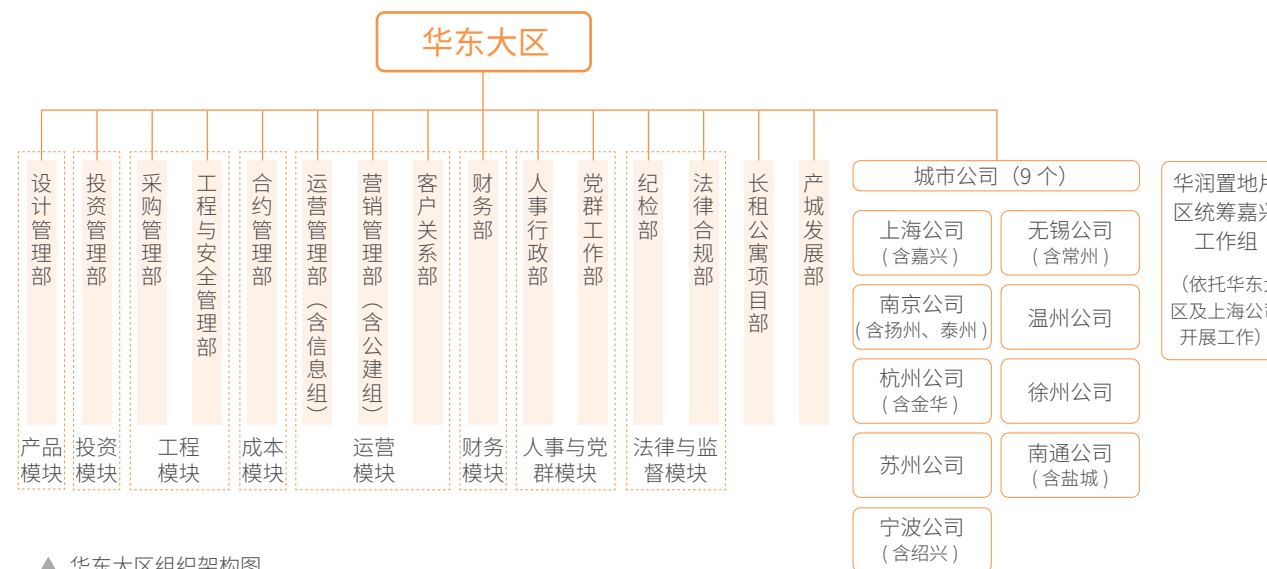 华东大区
设计管理部
投资管理部
采购管理部
工程与安全管理部
合约管理部
运营管理部（含信息组）
营销管理部（含公建组）
客户关系部
财务部
人事行政部
党群工作部
纪检部
法律合规部
长租公寓项目部
产城发展部
产品
模块
投资
模块
工程
模块
成本
模块
运营
模块
财务
模块
人事与党
群模块
法律与监
督模块
城市公司（9 个）
上海公司
(含嘉兴)
无锡公司
(含常州)
南京公司
(含扬州、泰州)
温州公司
杭州公司
(含金华)
徐州公司
苏州公司
南通公司
(含盐城)
宁波公司
(含绍兴)
华润置地片
区统筹嘉兴
工作组
（依托华东大
区及上海公司
开展工作）
▲ 华东大区组织架构图